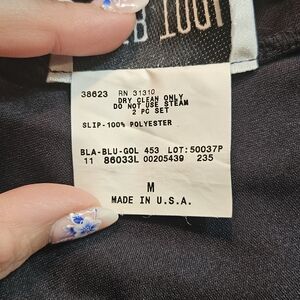 38623 RN 31310
DRY CLEAN ONLY
DO NOT USE STEAM
2 PC SET
SLIP-100% POLYESTER
BLA-BLU-GOL 453 LOT:50037P
11 86033L 00205439 235
M
MADE IN U.S.A.